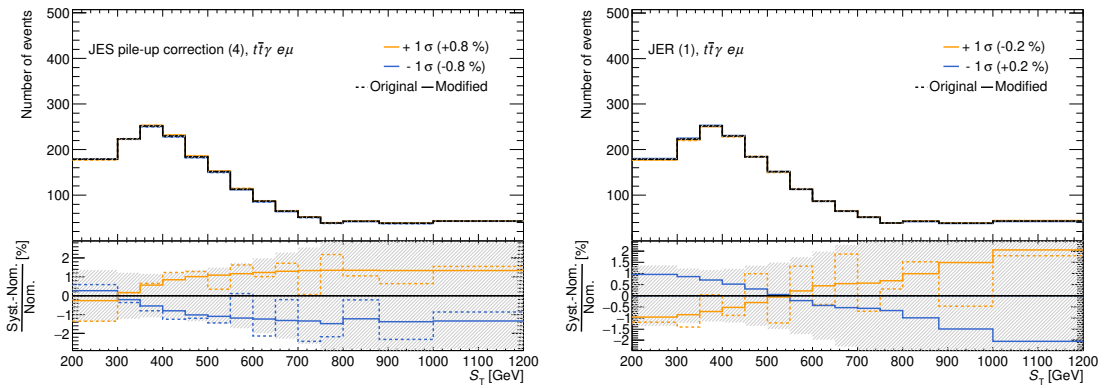 Number of events
500
400
300
200
100
JES pile-up correction (4), tt̄γ eμ
+ 1 σ (+0.8 %)
- 1 σ (-0.8 %)
Original Modified
Syst.-Nom.
Nom.
[%]
2
1
0
−1
−2
200 300 400 500 600 700 800 900 1000 1100 1200
S_T [GeV]
Number of events
500
400
300
200
100
JER (1), tt̄γ eμ
+ 1 σ (-0.2 %)
- 1 σ (+0.2 %)
Original Modified
Syst.-Nom.
Nom.
[%]
2
1.5
1
0.5
0
−0.5
−1
−1.5
−2
200 300 400 500 600 700 800 900 1000 1100 1200
S_T [GeV]